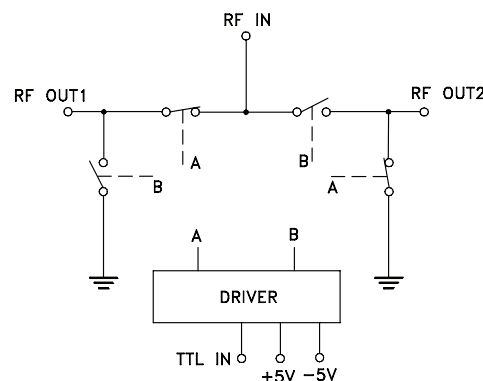 RF IN
RF OUT1
RF OUT2
A
B
B
A
A
B
DRIVER
TTL IN
+5V
-5V